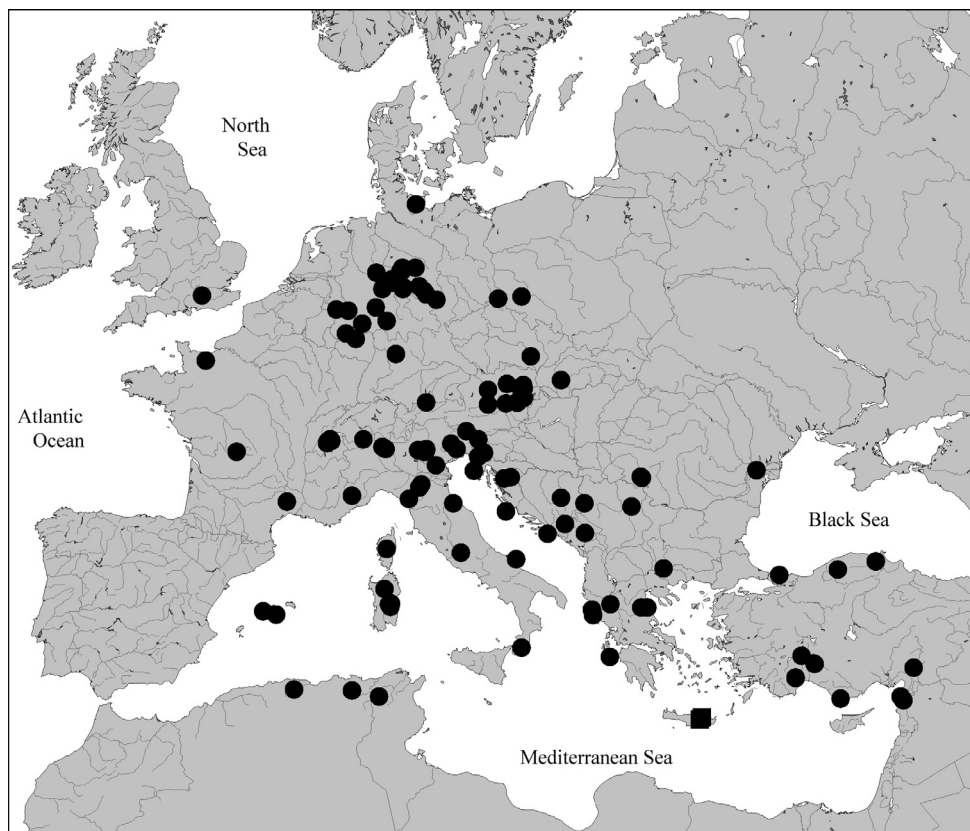 North
Sea
Atlantic
Ocean
Black Sea
Mediterranean Sea